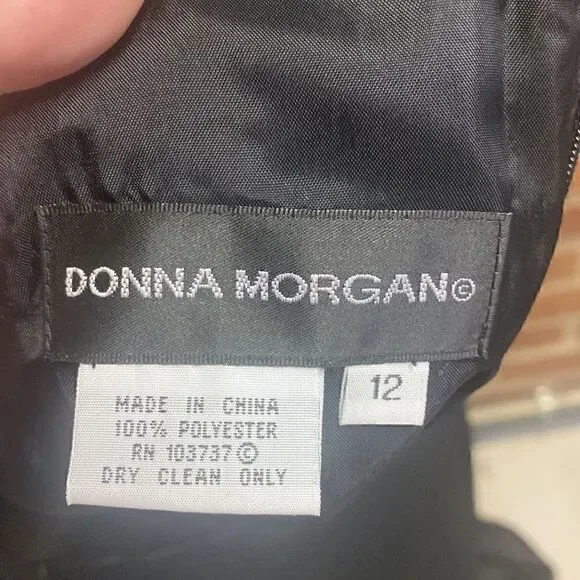 DONNA MORGAN©
12
MADE IN CHINA
100% POLYESTER
RN 103737 ©
DRY CLEAN ONLY